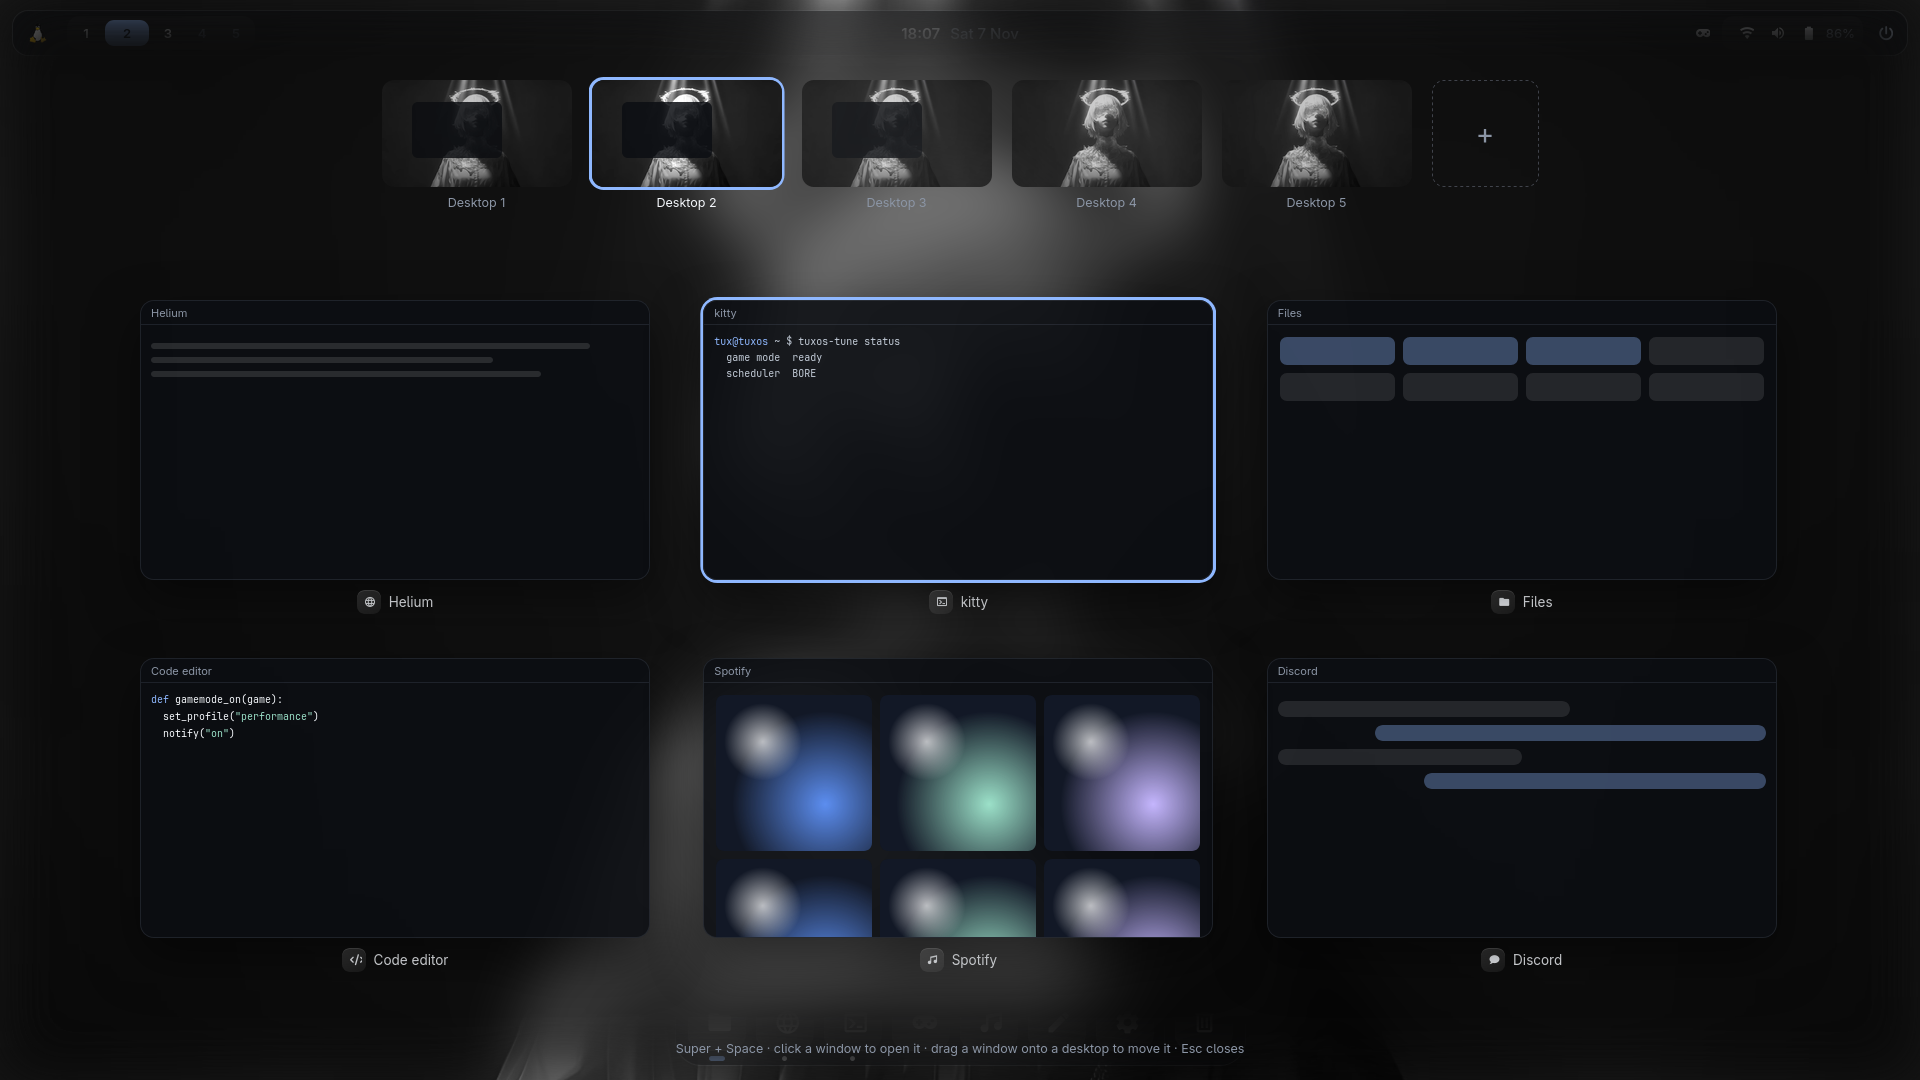 1 2 3 4 5
18:07 Sat 7 Nov
86%
Desktop 1
Desktop 2
Desktop 3
Desktop 4
Desktop 5
+
Helium
kitty
tux@tuxos ~ $ tuxos-tune status
game mode ready
scheduler BORE
Files
Helium
kitty
Files
Code editor
def gamemode_on(game):
set_profile("performance")
notify("on")
Spotify
Discord
Code editor
Spotify
Discord
Super + Space · click a window to open it · drag a window onto a desktop to move it · Esc closes